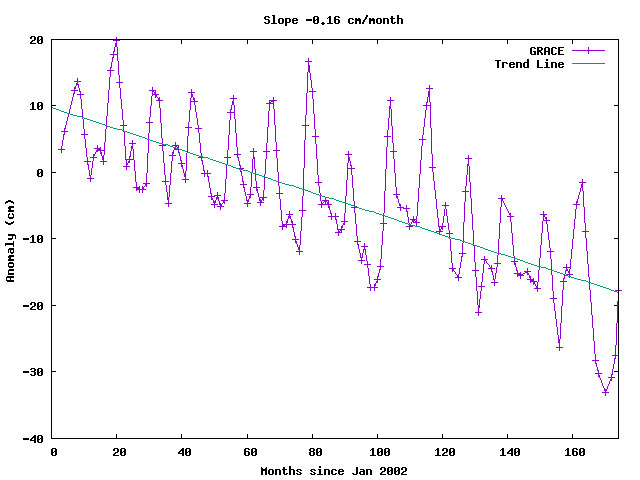 Slope -0.16 cm/month
GRACE
Trend Line
20
10
0
-10
-20
-30
-40
Anomaly (cm)
0 20 40 60 80 100 120 140 160
Months since Jan 2002